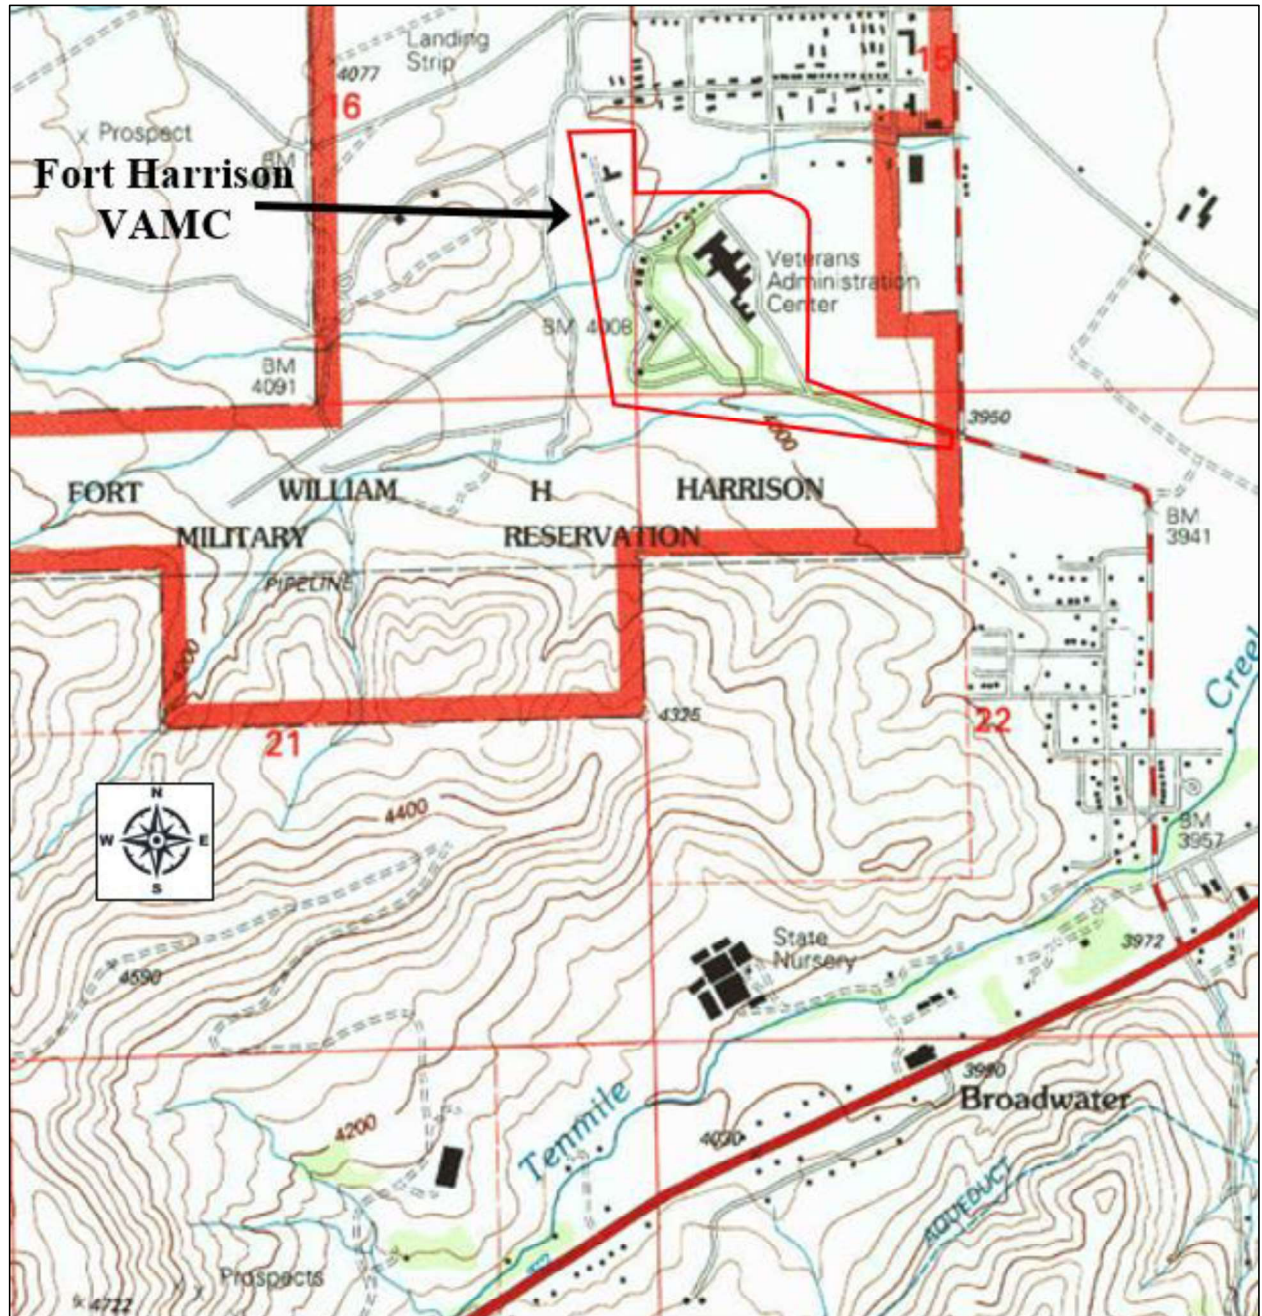 Landing
Strip
15
4077
16
Prospect
BM
Fort Harrison
VAMC
Veterans
Administration
Center
BM 4008
BM
4091
3950
4000
FORT WILLIAM H HARRISON
MILITARY RESERVATION
BM
3941
PIPELINE
4200
4325
22
21
Creek
N
W E
S
4400
BM
3957
State
Nursery
3972
4590
3990
Broadwater
Tenmile
4030
4200
AQUEDUCT
Prospects
4722